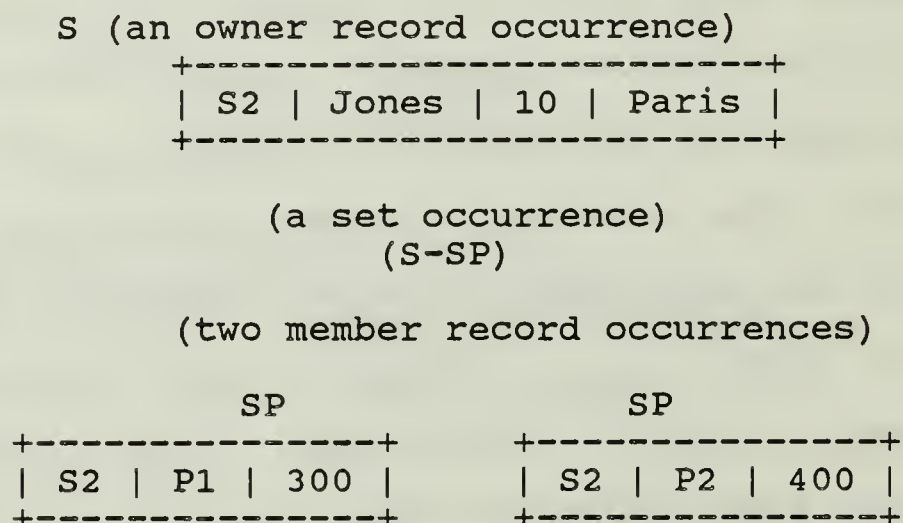 S (an owner record occurrence)
+-----------------------------+
| S2 | Jones | 10 | Paris |
+-----------------------------+
(a set occurrence)
(S-SP)
(two member record occurrences)
SP SP
+----------------+ +----------------+
| S2 | P1 | 300 | | S2 | P2 | 400 |
+----------------+ +----------------+